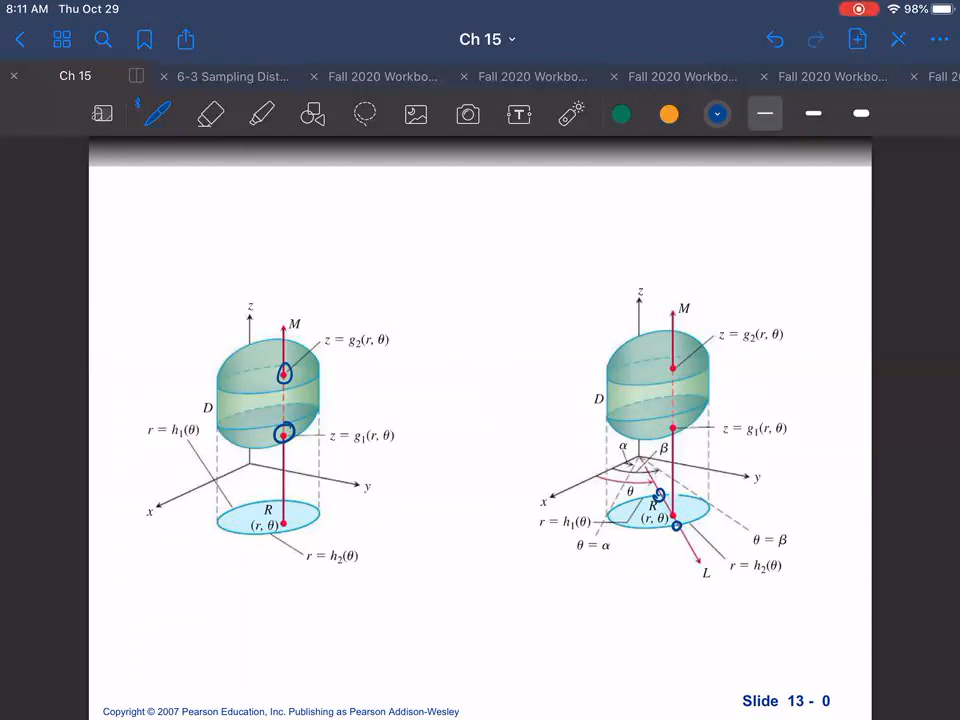 8:11 AM Thu Oct 29
98%
Ch 15
Ch 15
6-3 Sampling Dist...
Fall 2020 Workbo...
Fall 2020 Workbo...
Fall 2020 Workbo...
Fall 2020 Workbo...
Fall 20
T
z
M
z = g₂(r, θ)
D
r = h₁(θ)
z = g₁(r, θ)
y
x
R
(r, θ)
r = h₂(θ)
z
M
z = g₂(r, θ)
D
z = g₁(r, θ)
α
β
y
x
θ
R
r = h₁(θ)
(r, θ)
θ = α
θ = β
r = h₂(θ)
L
Slide 13 - 0
Copyright © 2007 Pearson Education, Inc. Publishing as Pearson Addison-Wesley